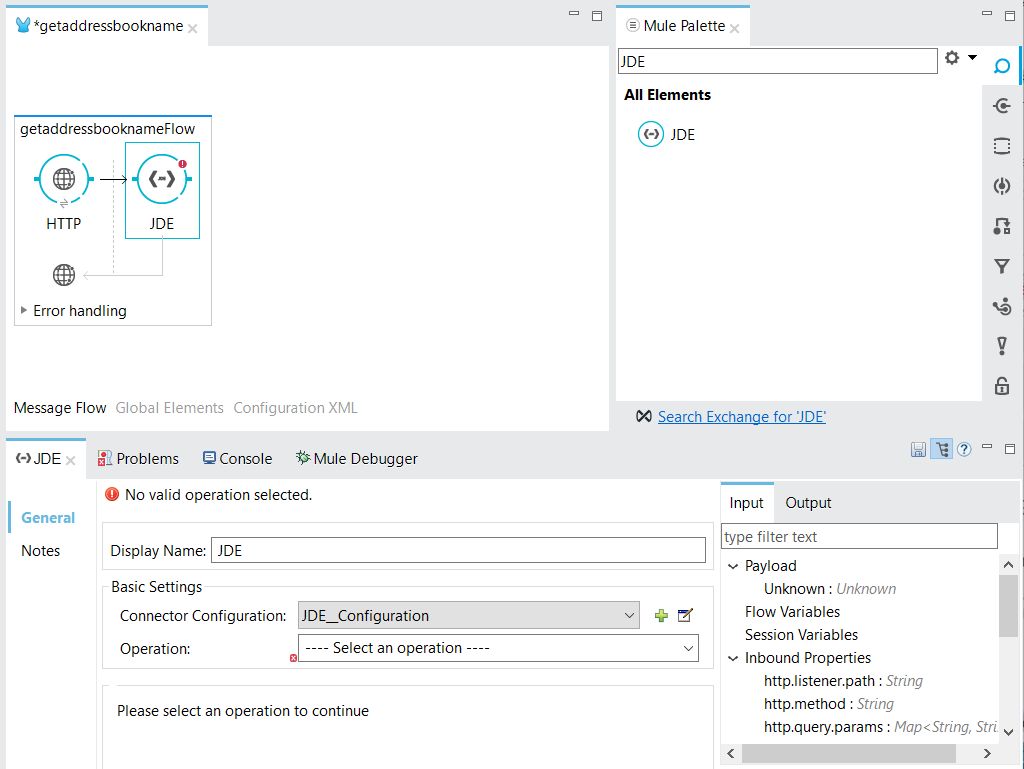 *getaddressbookname
Mule Palette
JDE
All Elements
JDE
getaddressbooknameFlow
HTTP
JDE
Error handling
Message Flow Global Elements Configuration XML
Search Exchange for 'JDE'
JDE Problems Console Mule Debugger
General
Notes
No valid operation selected.
Display Name: JDE
Basic Settings
Connector Configuration: JDE__Configuration
Operation: ---- Select an operation ----
Please select an operation to continue
Input Output
type filter text
Payload
Unknown : Unknown
Flow Variables
Session Variables
Inbound Properties
http.listener.path : String
http.method : String
http.query.params : Map<String, Stri